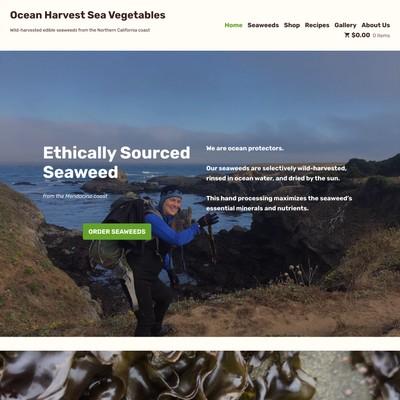 Ocean Harvest Sea Vegetables
Wild-harvested edible seaweeds from the Northern California coast
Home Seaweeds Shop Recipes Gallery About Us
$0.00 0 items
Ethically Sourced
Seaweed
from the Mendocino coast
ORDER SEAWEEDS
We are ocean protectors.
Our seaweeds are selectively wild-harvested,
rinsed in ocean water, and dried by the sun.
This hand processing maximizes the seaweed's
essential minerals and nutrients.